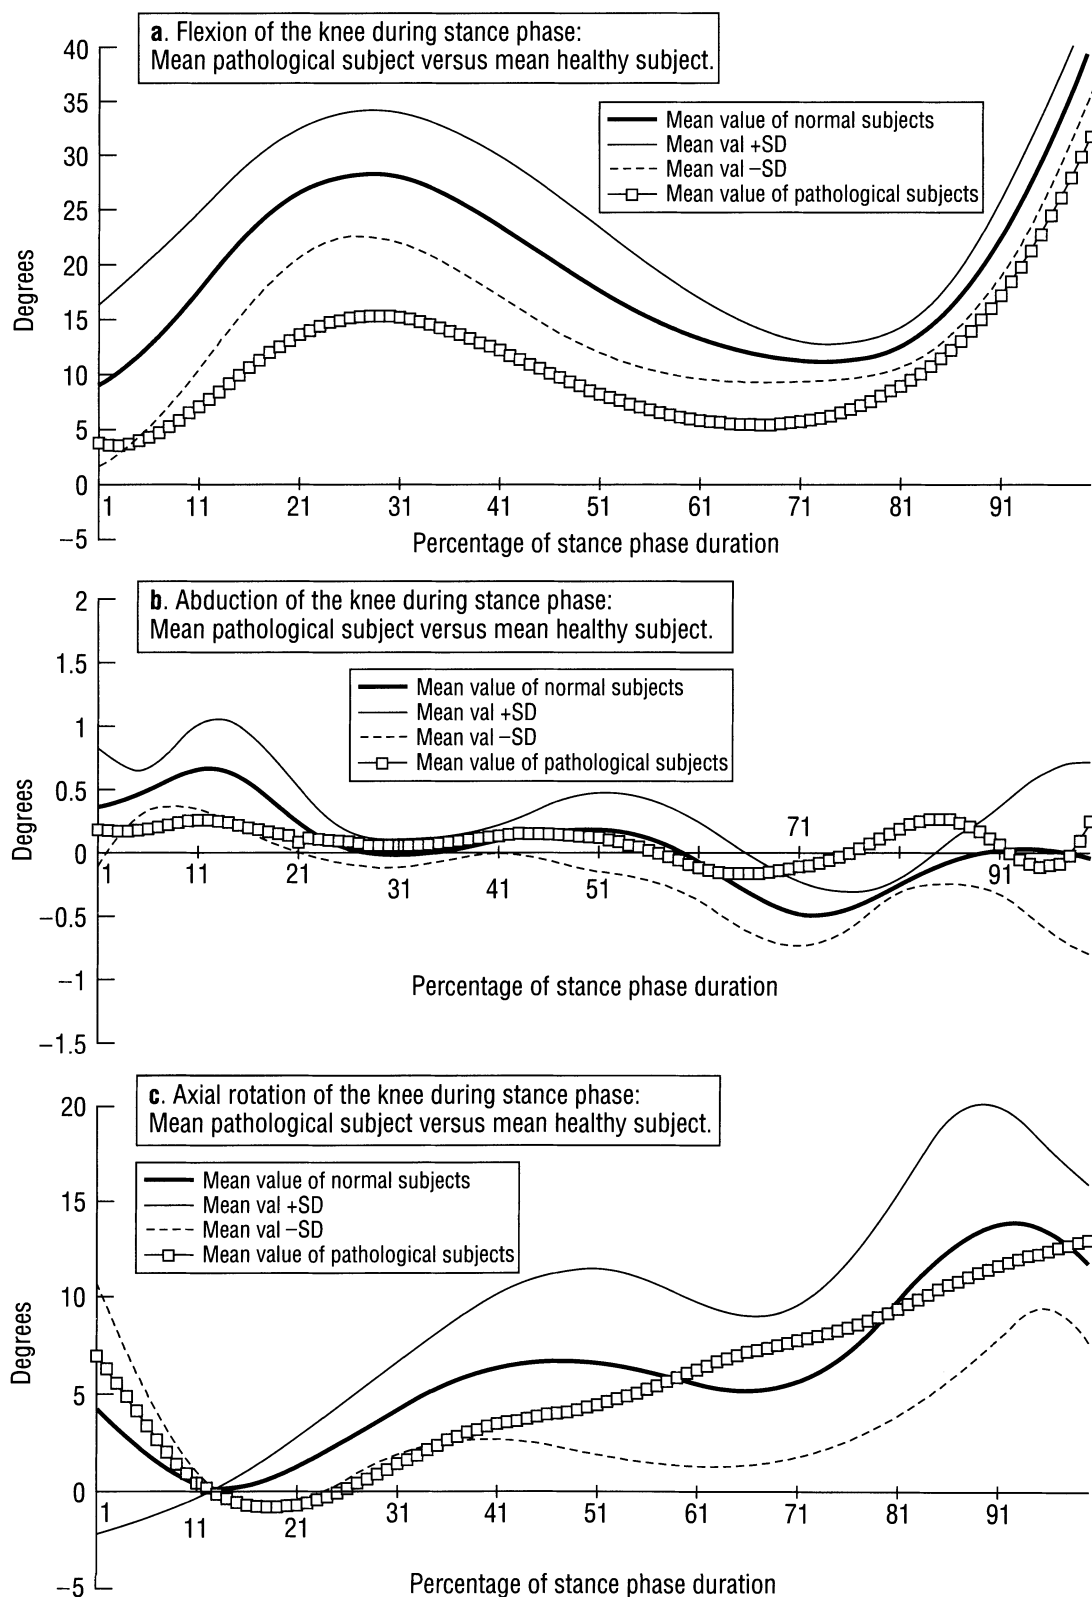 a. Flexion of the knee during stance phase:
Mean pathological subject versus mean healthy subject.
40
35
30
25
20
15
10
5
0
−5
Degrees
Mean value of normal subjects
Mean val +SD
Mean val −SD
Mean value of pathological subjects
1 11 21 31 41 51 61 71 81 91
Percentage of stance phase duration
b. Abduction of the knee during stance phase:
Mean pathological subject versus mean healthy subject.
2
1.5
1
0.5
0
−0.5
−1
−1.5
Degrees
Mean value of normal subjects
Mean val +SD
Mean val −SD
Mean value of pathological subjects
71
1 11 21 31 41 51 91
Percentage of stance phase duration
c. Axial rotation of the knee during stance phase:
Mean pathological subject versus mean healthy subject.
20
15
10
5
0
−5
Degrees
Mean value of normal subjects
Mean val +SD
Mean val −SD
Mean value of pathological subjects
1 11 21 31 41 51 61 71 81 91
Percentage of stance phase duration